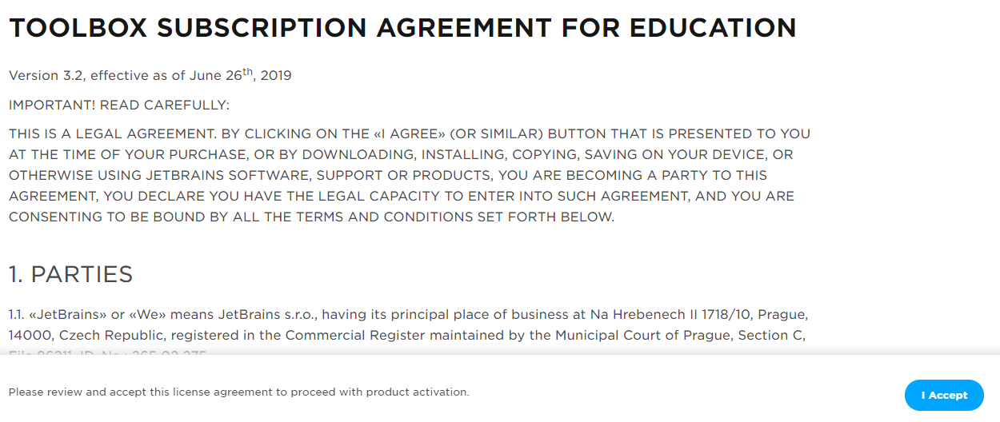 TOOLBOX SUBSCRIPTION AGREEMENT FOR EDUCATION
Version 3.2, effective as of June 26th, 2019
IMPORTANT! READ CAREFULLY:
THIS IS A LEGAL AGREEMENT. BY CLICKING ON THE «I AGREE» (OR SIMILAR) BUTTON THAT IS PRESENTED TO YOU
AT THE TIME OF YOUR PURCHASE, OR BY DOWNLOADING, INSTALLING, COPYING, SAVING ON YOUR DEVICE, OR
OTHERWISE USING JETBRAINS SOFTWARE, SUPPORT OR PRODUCTS, YOU ARE BECOMING A PARTY TO THIS
AGREEMENT, YOU DECLARE YOU HAVE THE LEGAL CAPACITY TO ENTER INTO SUCH AGREEMENT, AND YOU ARE
CONSENTING TO BE BOUND BY ALL THE TERMS AND CONDITIONS SET FORTH BELOW.
1. PARTIES
1.1. «JetBrains» or «We» means JetBrains s.r.o., having its principal place of business at Na Hrebenech II 1718/10, Prague,
14000, Czech Republic, registered in the Commercial Register maintained by the Municipal Court of Prague, Section C,
Please review and accept this license agreement to proceed with product activation.
I Accept